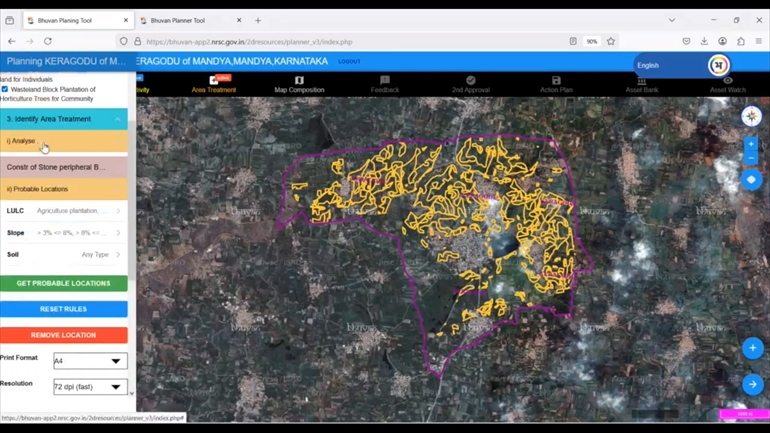 Bhuvan Planing Tool
Bhuvan Planner Tool
https://bhuvan-app2.nrsc.gov.in/2dresources/planner_v3/index.php
90%
Planning KERAGODU of M...
ERAGODU of MANDYA,MANDYA,KARNATAKA
LOGOUT
English
land for Individuals
Wasteland Block Plantation of
Horticulture Trees for Community
tivity
Area Treatment
Map Composition
Feedback
2nd Approval
Action Plan
Asset Bank
Asset Watch
3. Identify Area Treatment
i) Analyse
Constr of Stone peripheral B...
ii) Probable Locations
LULC
Agriculture plantation, ...
Slope
> 3% <= 8%, > 8% <= ...
Soil
Any Type
GET PROBABLE LOCATIONS
RESET RULES
REMOVE LOCATION
Print Format
A4
Resolution
72 dpi (fast)
https://bhuvan-app2.nrsc.gov.in/2dresources/planner_v3/index.php#